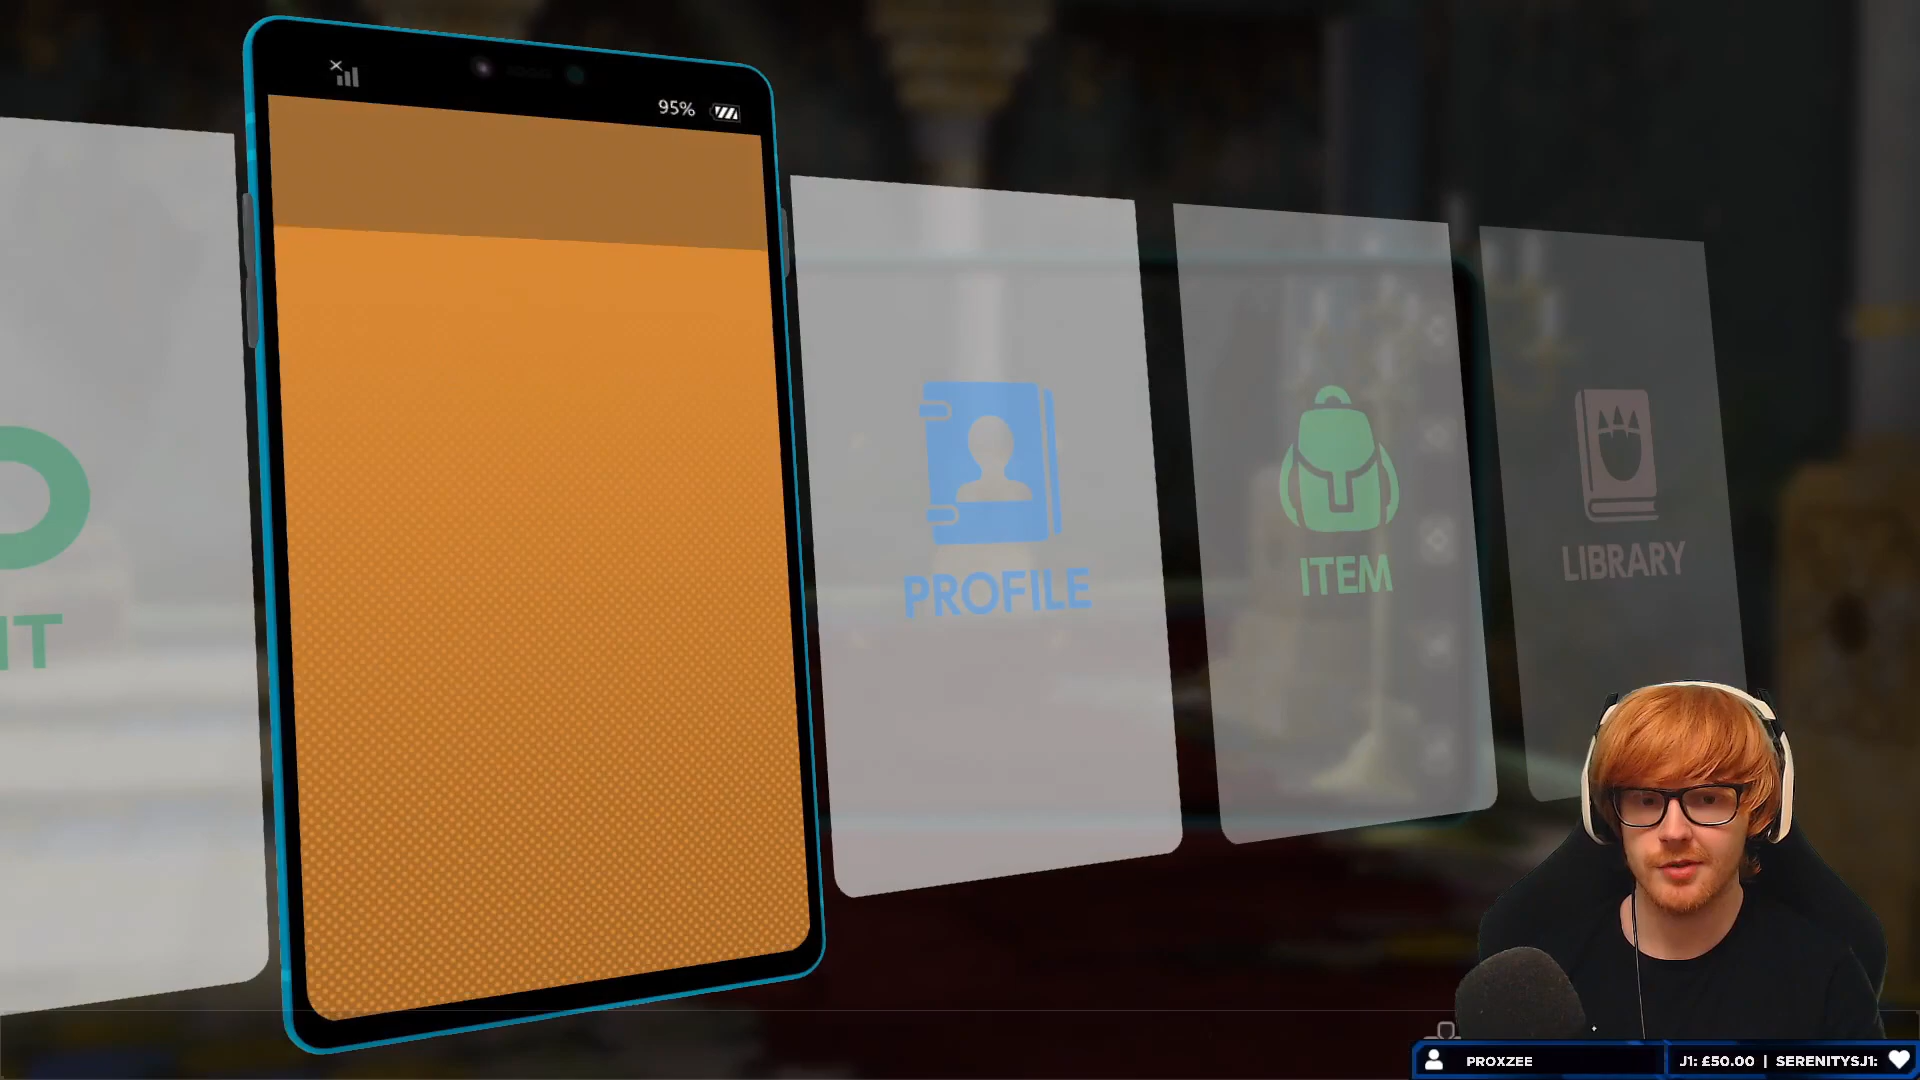 95%
IT
PROFILE
ITEM
LIBRARY
PROXZEE
J1: £50.00 | SERENITYSJ1: